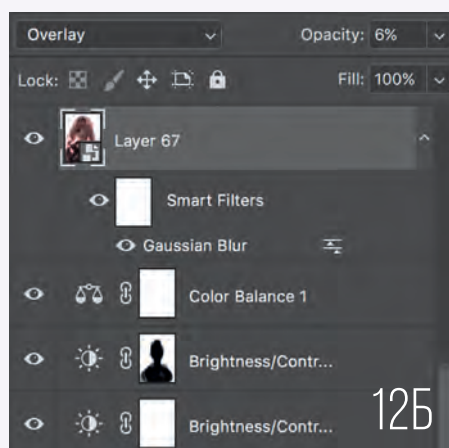 Overlay Opacity: 6%
Lock: Fill: 100%
Layer 67
Smart Filters
Gaussian Blur
Color Balance 1
Brightness/Contr...
Brightness/Contr...
12Б